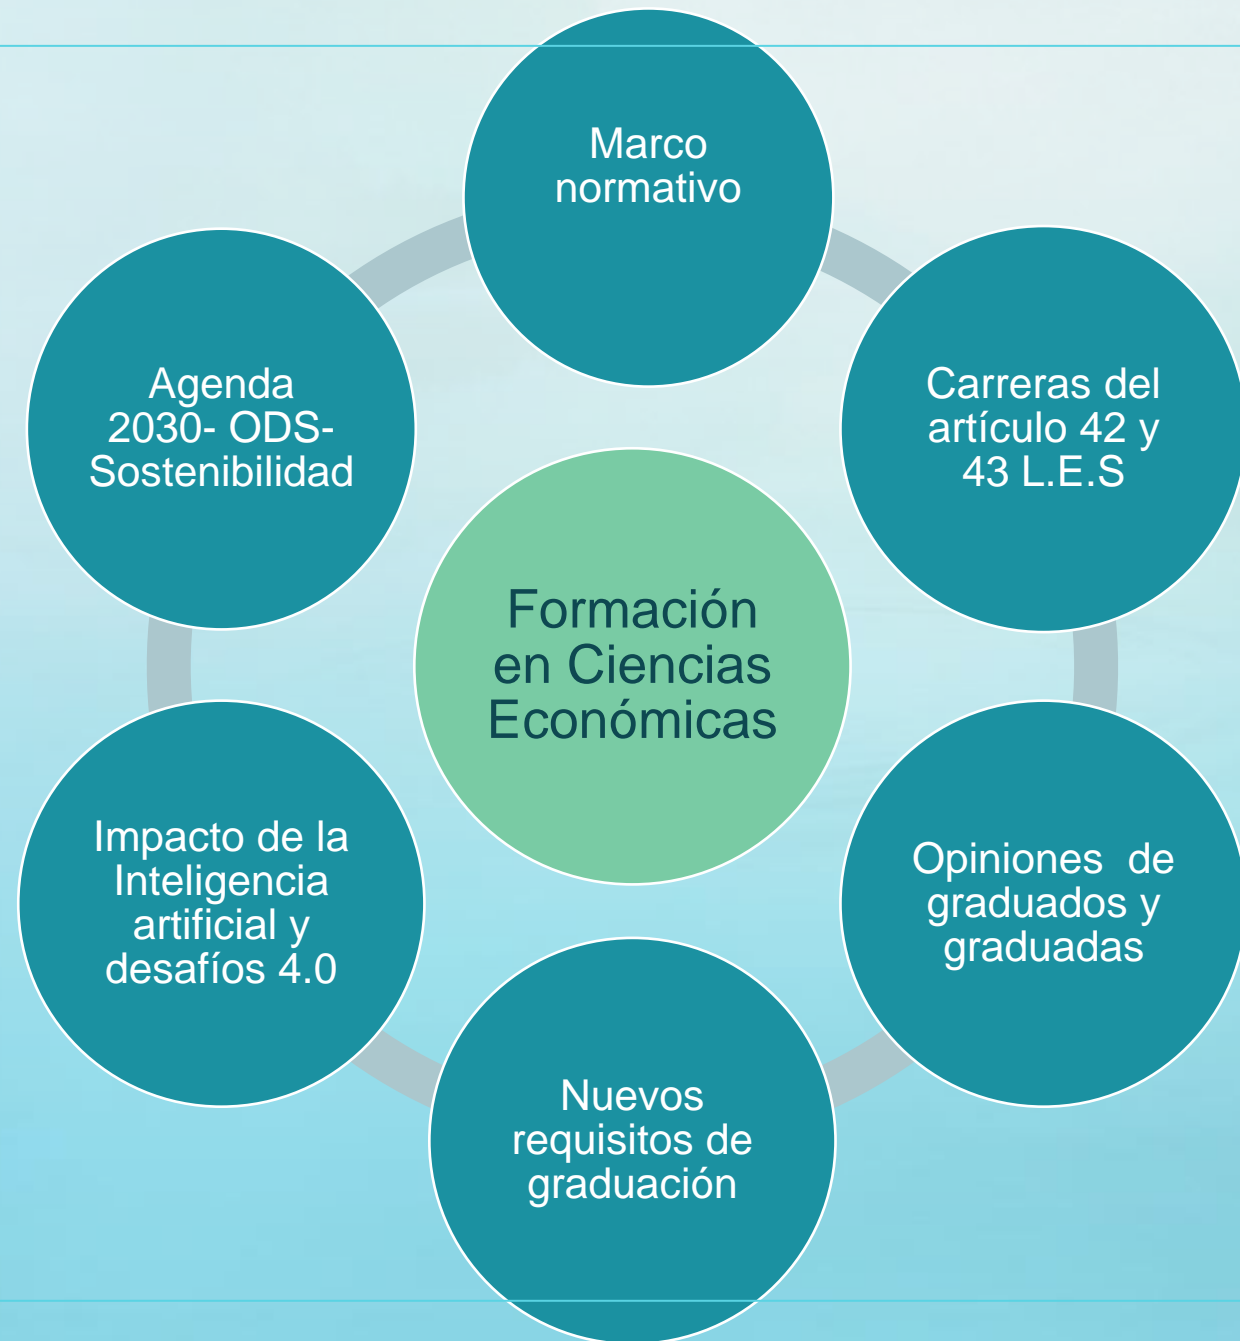 Marco
normativo
Carreras del
artículo 42 y
43 L.E.S
Opiniones de
graduados y
graduadas
Nuevos
requisitos de
graduación
Impacto de la
Inteligencia
artificial y
desafíos 4.0
Agenda
2030- ODS-
Sostenibilidad
Formación
en Ciencias
Económicas